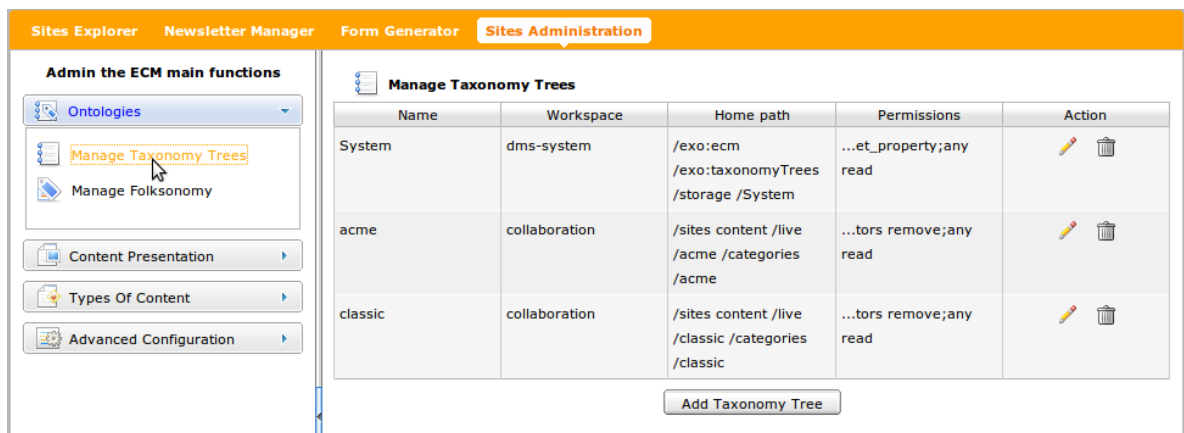 Sites Explorer Newsletter Manager Form Generator Sites Administration
Admin the ECM main functions
Ontologies
Manage Taxonomy Trees
Manage Folksonomy
Content Presentation
Types Of Content
Advanced Configuration
Manage Taxonomy Trees
Name Workspace Home path Permissions Action
System dms-system /exo:ecm ...et_property;any
/exo:taxonomyTrees read
/storage /System
acme collaboration /sites content /live ...tors remove;any
/acme /categories read
/acme
classic collaboration /sites content /live ...tors remove;any
/classic /categories read
/classic
Add Taxonomy Tree